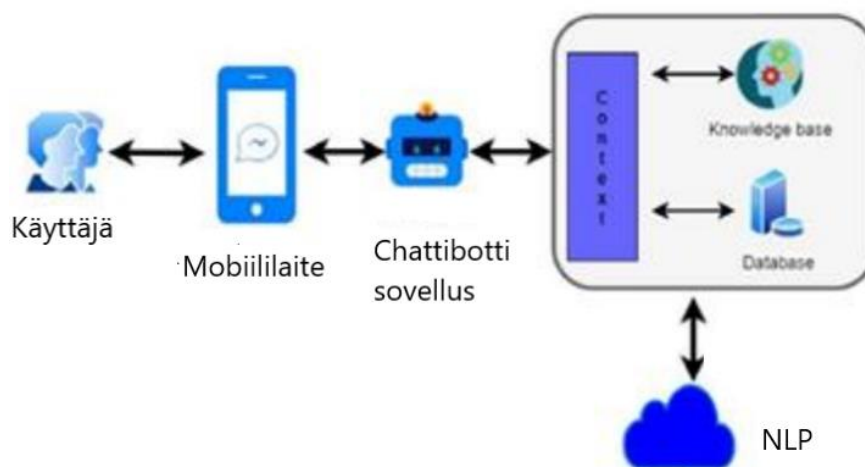 Käyttäjä
Mobiililaite
Chattibotti
sovellus
Context
Knowledge base
Database
NLP